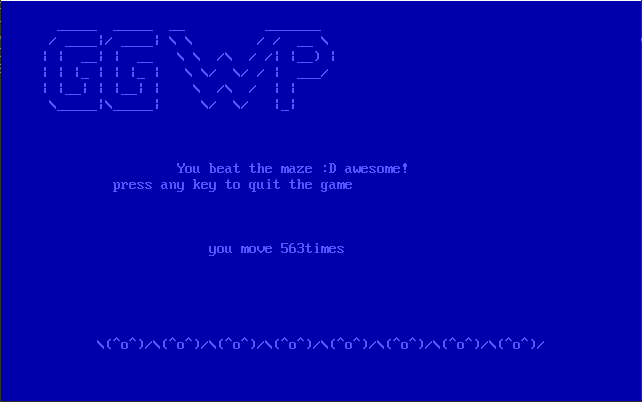 GGWP
You beat the maze :D awesome!
press any key to quit the game
you move 563times
\(^o^)/\(^o^)/\(^o^)/\(^o^)/\(^o^)/\(^o^)/\(^o^)/\(^o^)/